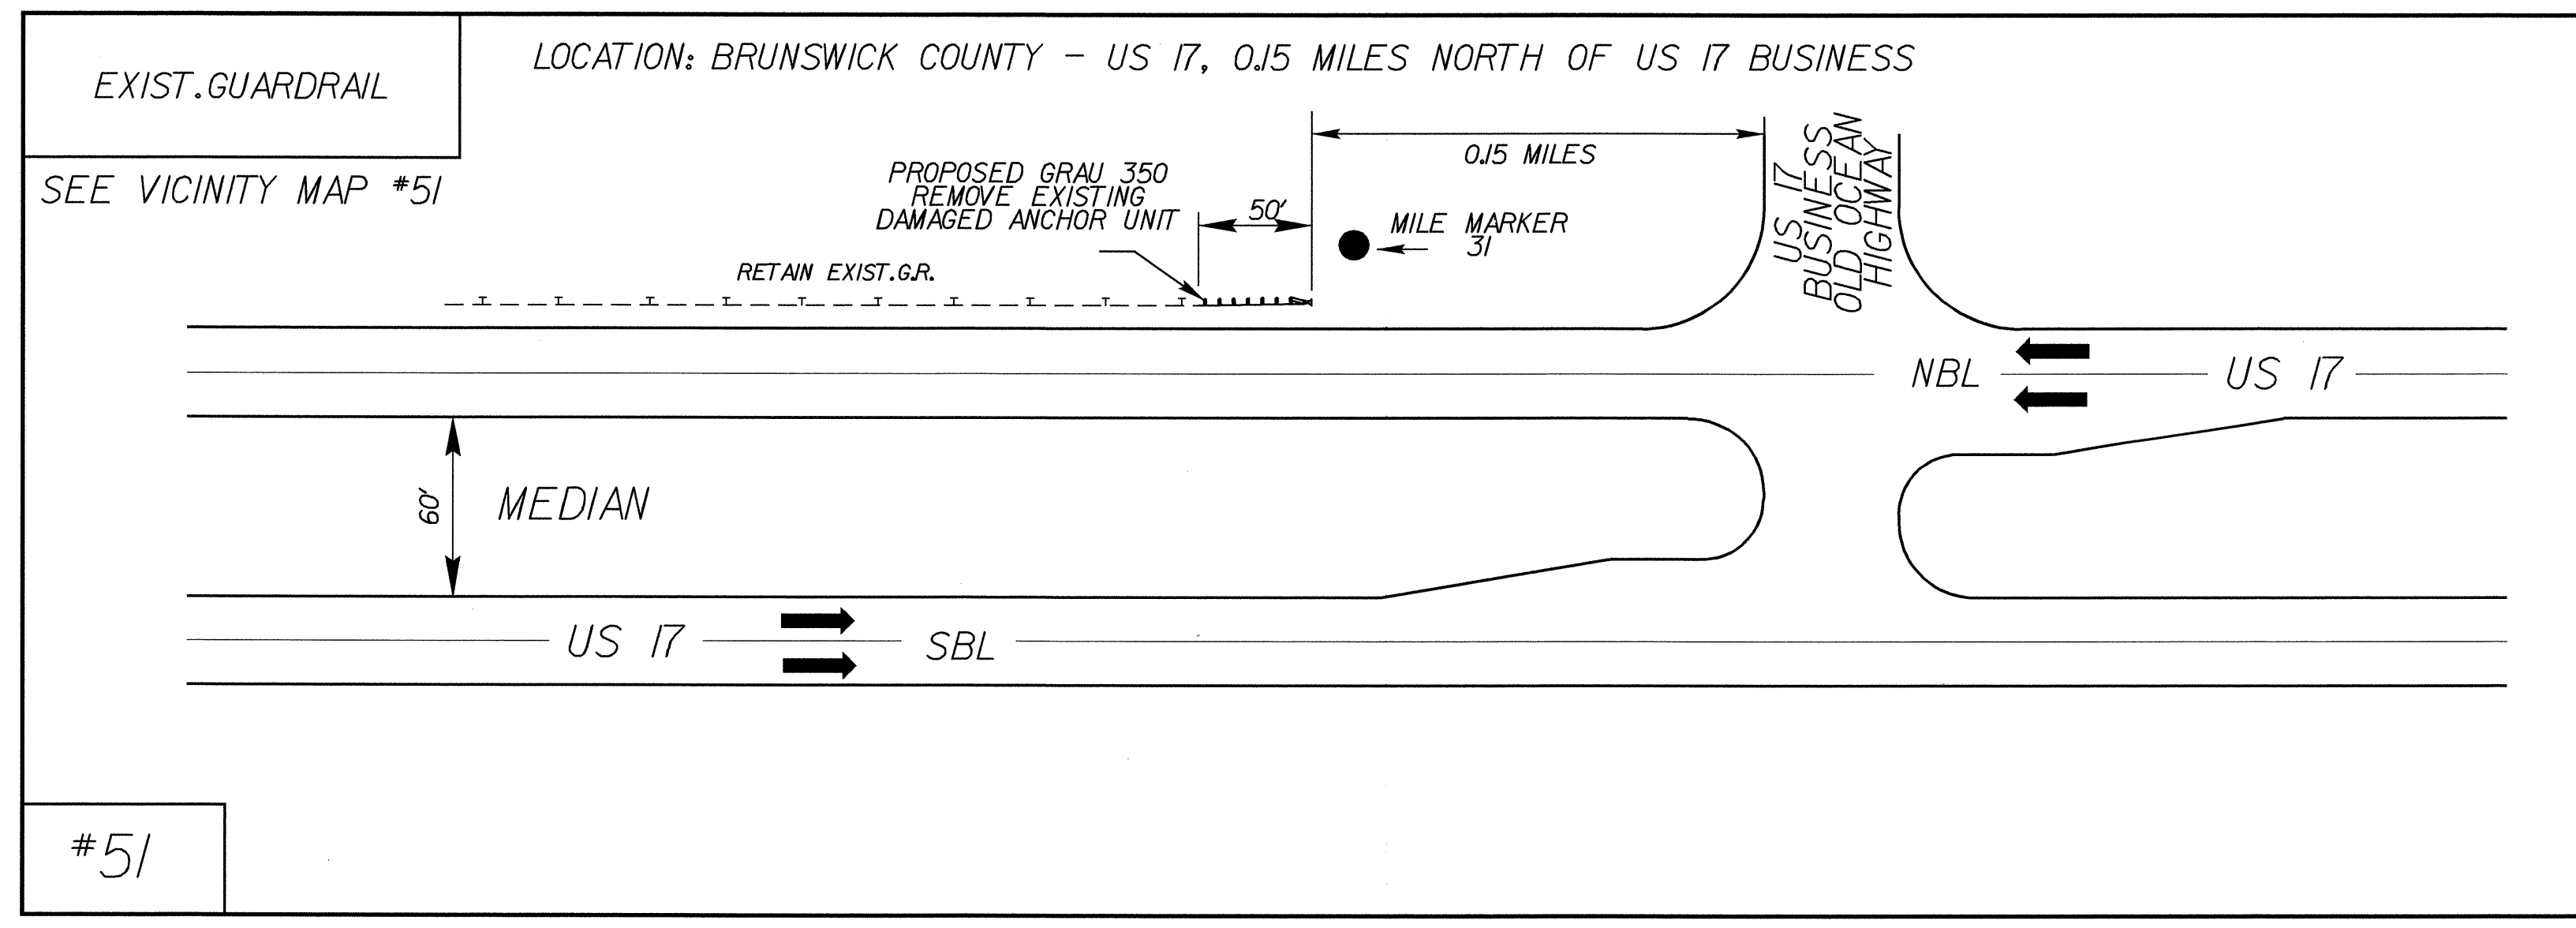 EXIST. GUARDRAIL
LOCATION: BRUNSWICK COUNTY - US 17, 0.15 MILES NORTH OF US 17 BUSINESS
SEE VICINITY MAP #51
PROPOSED GRAU 350
REMOVE EXISTING
DAMAGED ANCHOR UNIT
50'
0.15 MILES
MILE MARKER
31
RETAIN EXIST. G.R.
US 17
BUSINESS
OLD OCEAN
HIGHWAY
NBL
US 17
60'
MEDIAN
US 17
SBL
#51